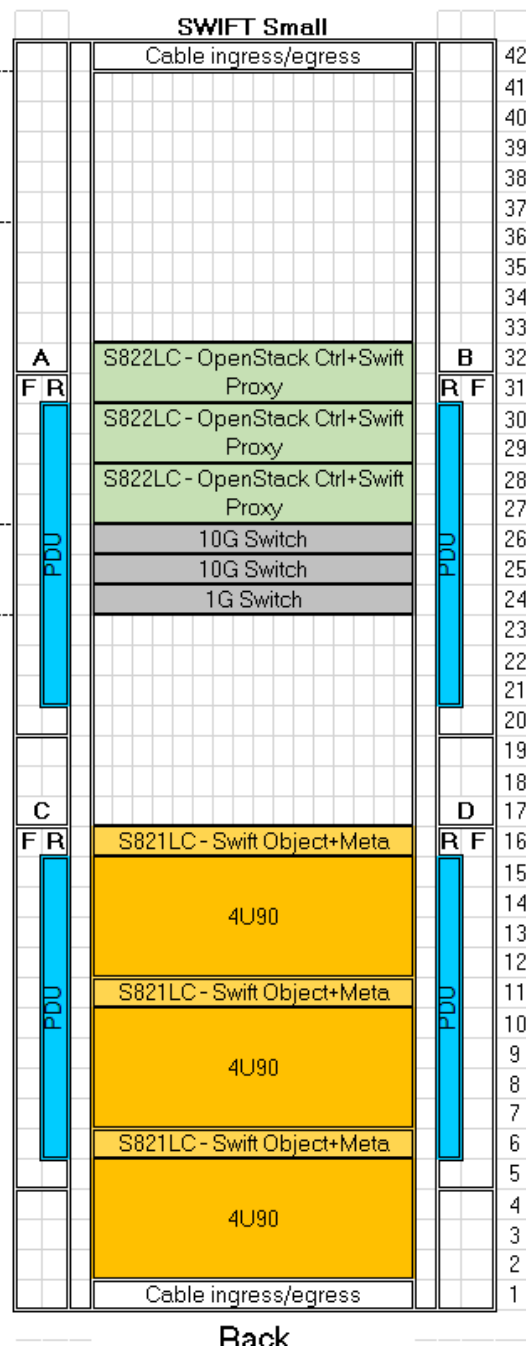 SWIFT Small
Cable ingress/egress 42
41
40
39
38
37
36
35
34
33
A S822LC - OpenStack Ctrl+Swift B 32
F R Proxy R F 31
S822LC - OpenStack Ctrl+Swift 30
Proxy 29
S822LC - OpenStack Ctrl+Swift 28
Proxy 27
PDU 10G Switch PDU 26
10G Switch 25
1G Switch 24
23
22
21
20
19
18
C D 17
F R S821LC - Swift Object+Meta R F 16
15
4U90 14
13
12
S821LC - Swift Object+Meta 11
PDU PDU 10
4U90 9
8
7
S821LC - Swift Object+Meta 6
5
4
4U90 3
2
Cable ingress/egress 1
Rack